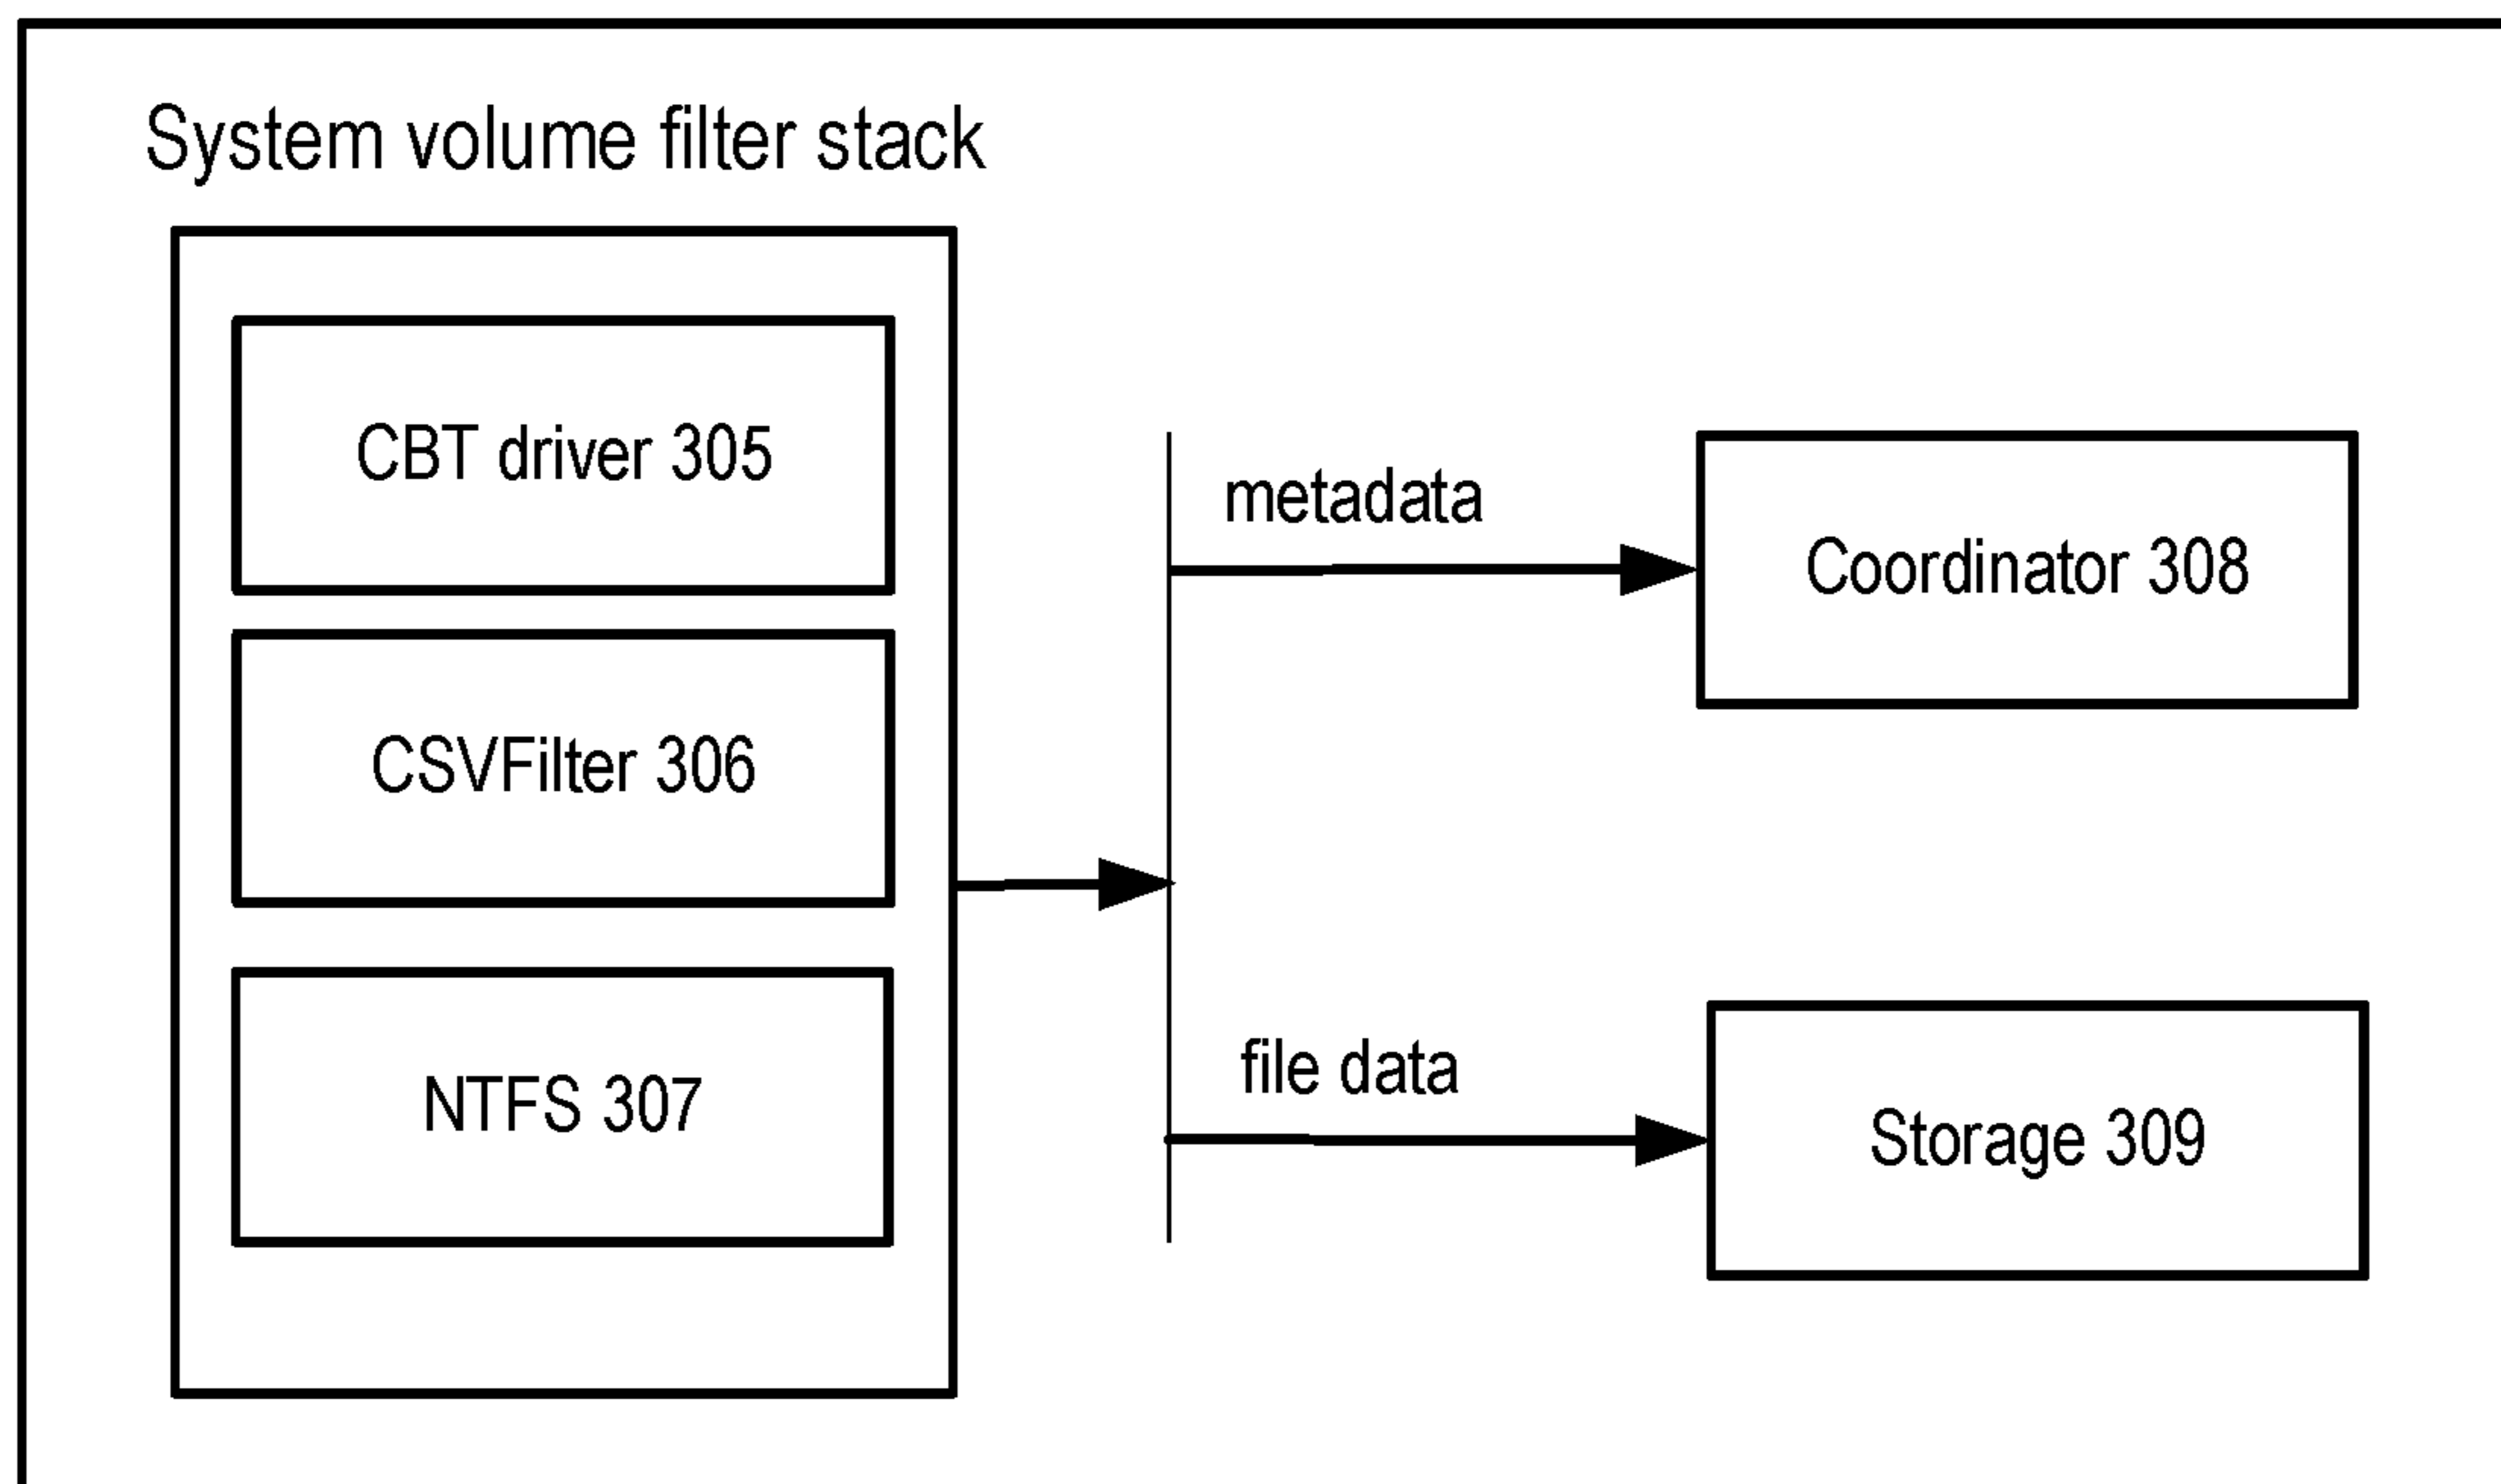 System volume filter stack
CBT driver 305
CSVFilter 306
NTFS 307
metadata
Coordinator 308
file data
Storage 309